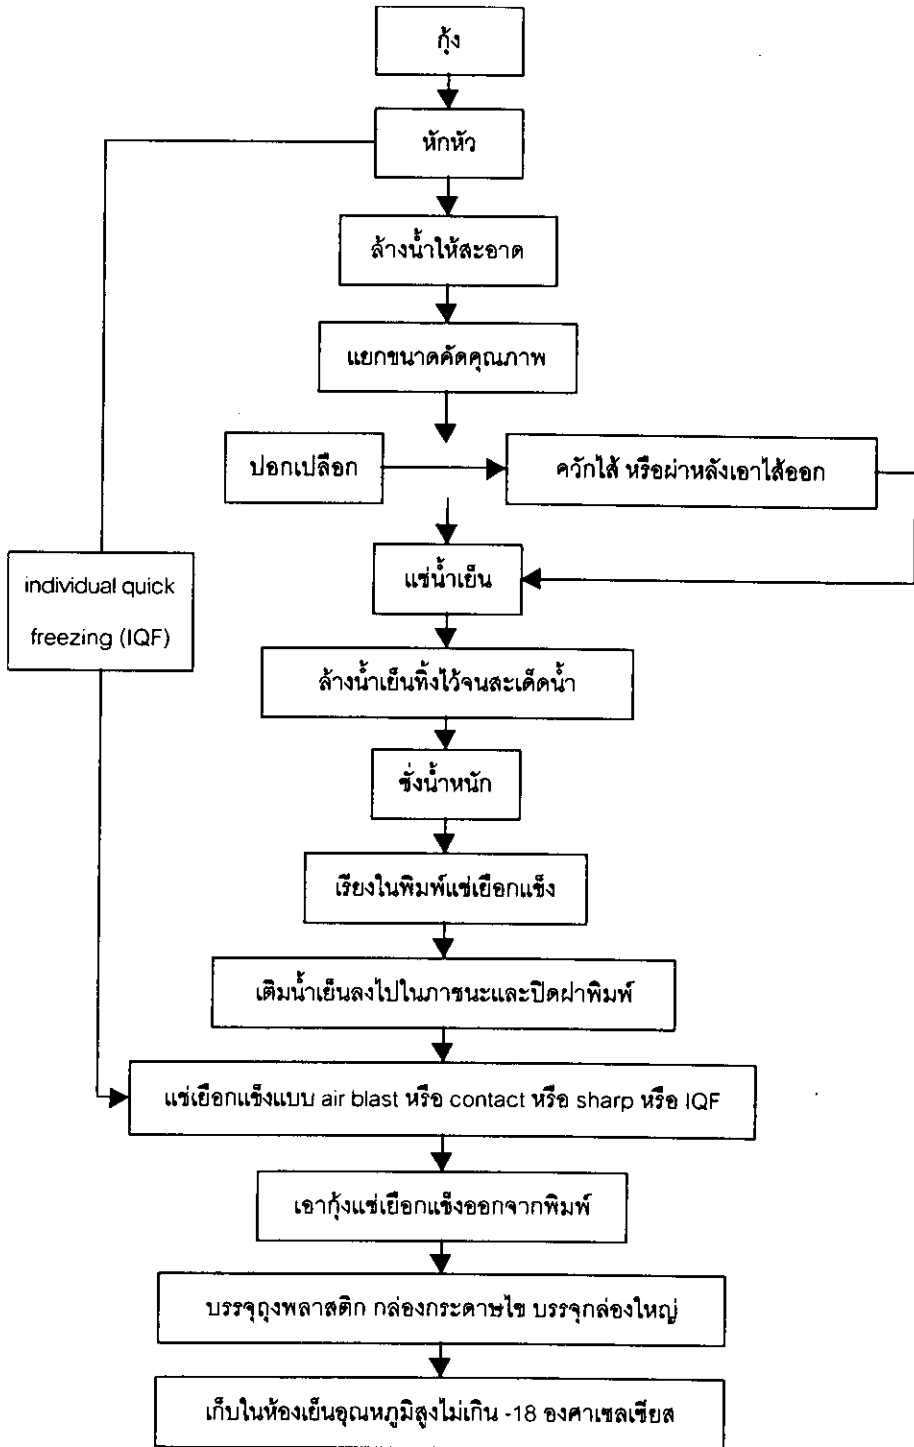 กุ้ง
หักหัว
ล้างน้ำให้สะอาด
แยกขนาดคัดคุณภาพ
ปอกเปลือก
ควักไส้ หรือผ่าหลังเอาไส้ออก
แช่น้ำเย็น
individual quick
freezing (IQF)
ล้างน้ำเย็นทิ้งไว้จนสะเด็ดน้ำ
ชั่งน้ำหนัก
เรียงในพิมพ์แช่เยือกแข็ง
เติมน้ำเย็นลงไปในภาชนะและปิดฝาพิมพ์
แช่เยือกแข็งแบบ air blast หรือ contact หรือ sharp หรือ IQF
เอากุ้งแช่เยือกแข็งออกจากพิมพ์
บรรจุถุงพลาสติก กล่องกระดาษไข บรรจุกล่องใหญ่
เก็บในห้องเย็นอุณหภูมิสูงไม่เกิน -18 องศาเซลเซียส